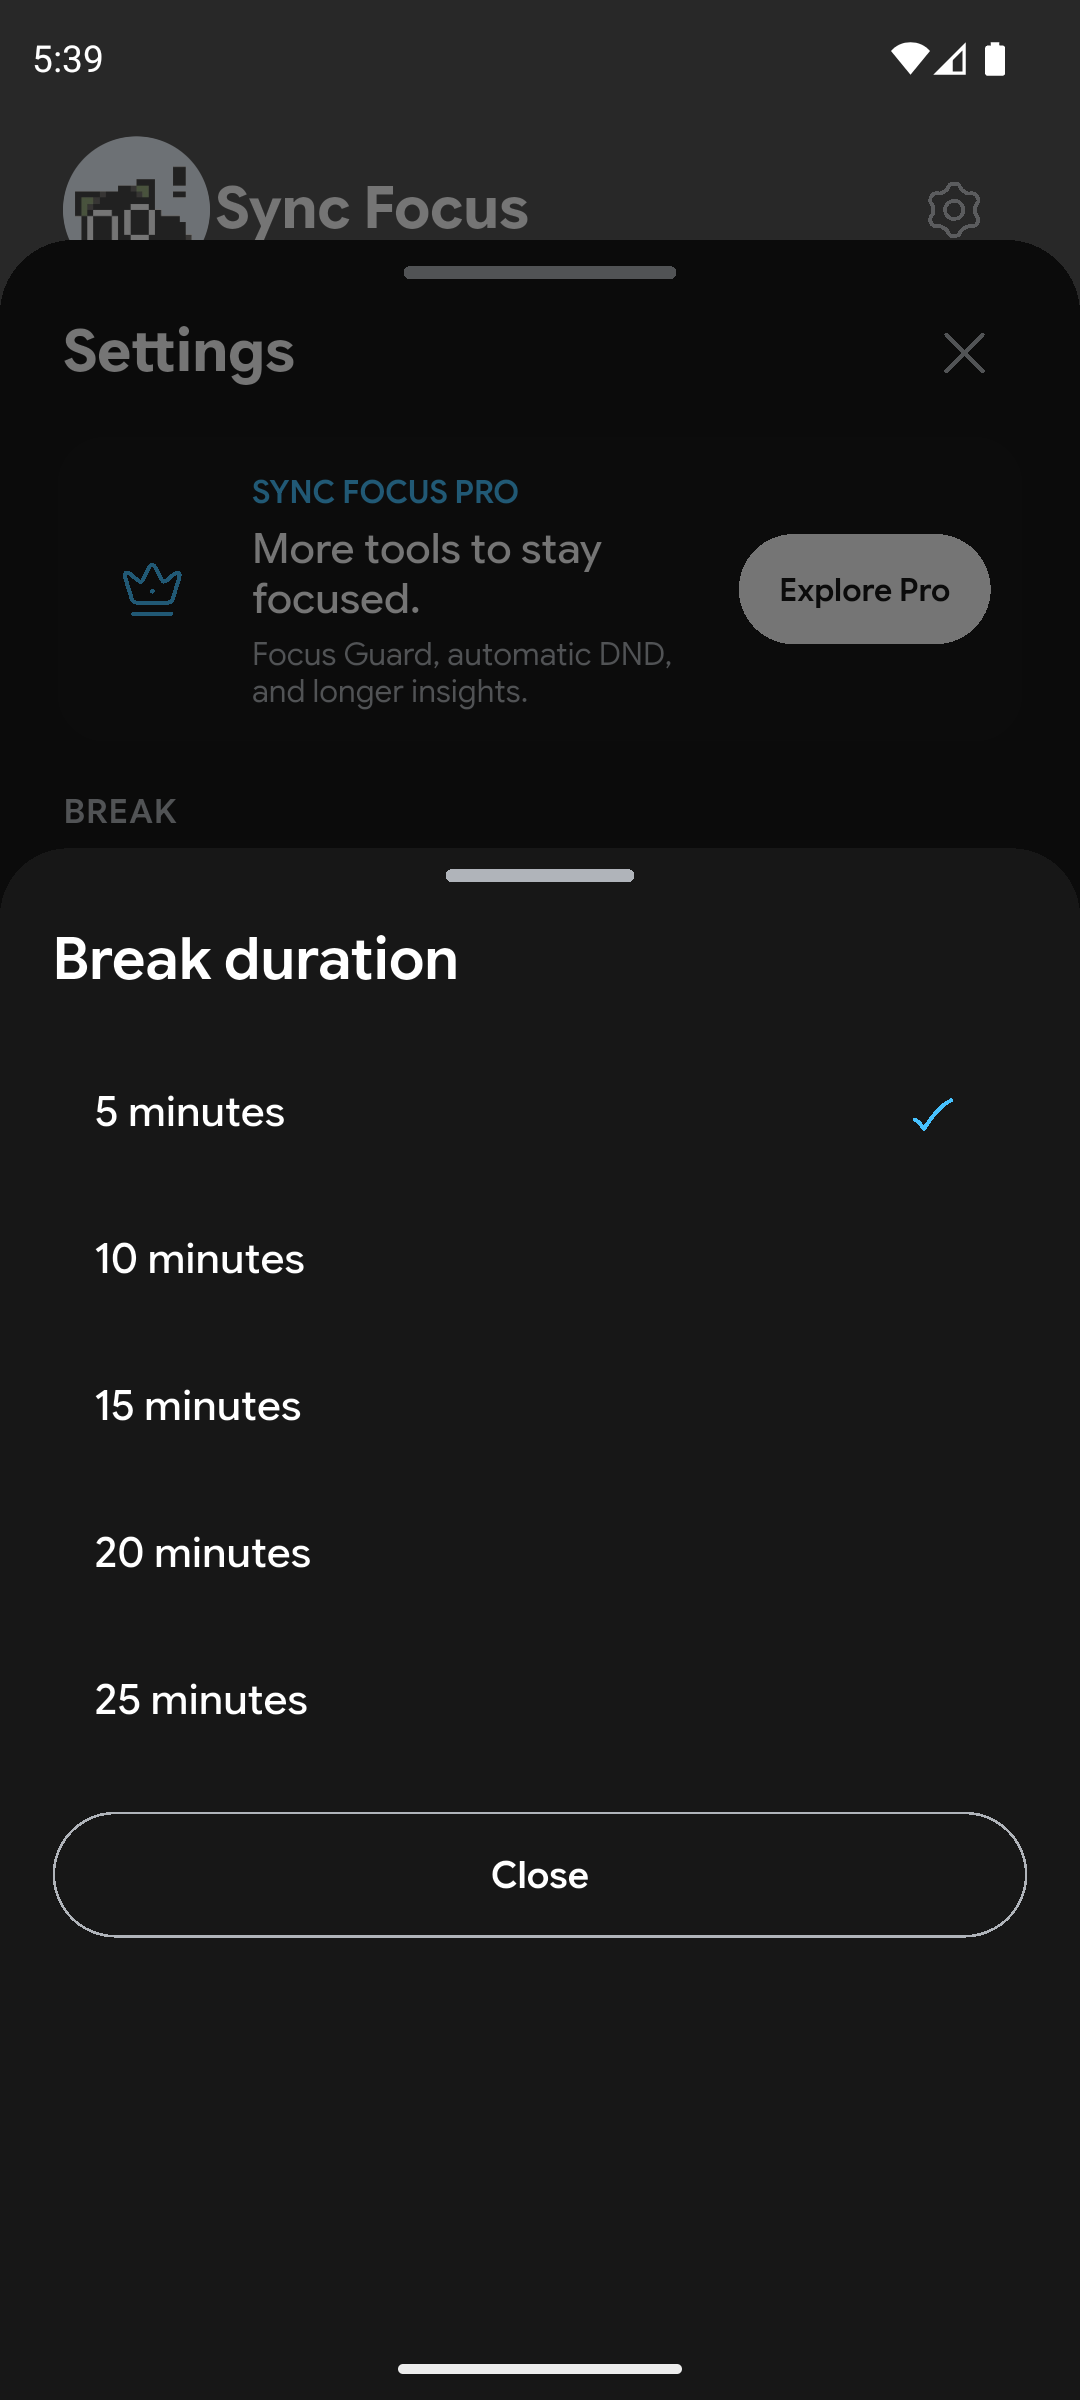 5:39
Sync Focus
Settings
SYNC FOCUS PRO
More tools to stay
focused.
Focus Guard, automatic DND,
and longer insights.
Explore Pro
BREAK
Break duration
5 minutes
10 minutes
15 minutes
20 minutes
25 minutes
Close